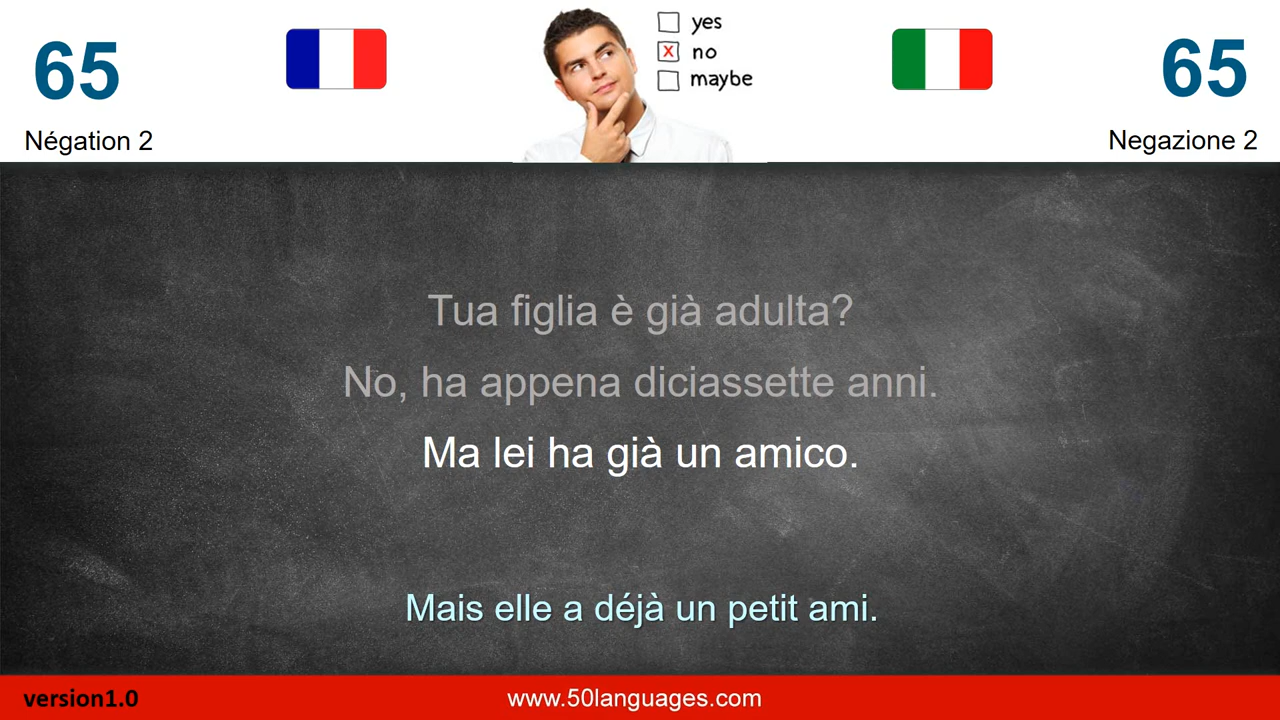 65
Négation 2
yes
X no
maybe
65
Negazione 2
Tua figlia è già adulta?
No, ha appena diciassette anni.
Ma lei ha già un amico.
Mais elle a déjà un petit ami.
version1.0
www.50languages.com